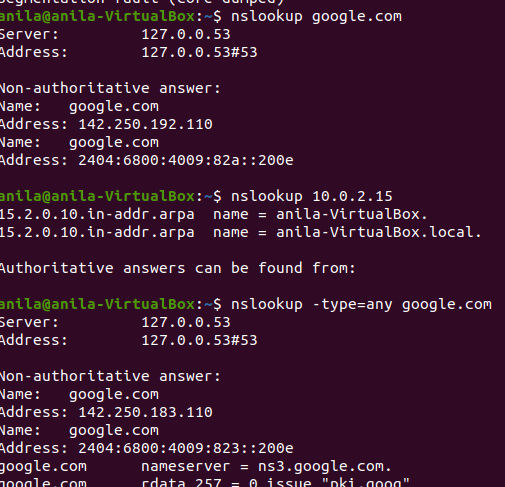 Segmentation fault (core dumped)
anila@anila-VirtualBox:~$ nslookup google.com
Server:         127.0.0.53
Address:        127.0.0.53#53

Non-authoritative answer:
Name:   google.com
Address: 142.250.192.110
Name:   google.com
Address: 2404:6800:4009:82a::200e

anila@anila-VirtualBox:~$ nslookup 10.0.2.15
15.2.0.10.in-addr.arpa  name = anila-VirtualBox.
15.2.0.10.in-addr.arpa  name = anila-VirtualBox.local.

Authoritative answers can be found from:

anila@anila-VirtualBox:~$ nslookup -type=any google.com
Server:         127.0.0.53
Address:        127.0.0.53#53

Non-authoritative answer:
Name:   google.com
Address: 142.250.183.110
Name:   google.com
Address: 2404:6800:4009:823::200e
google.com      nameserver = ns3.google.com.
google.com      rdata_257 = 0 issue "pki.goog"